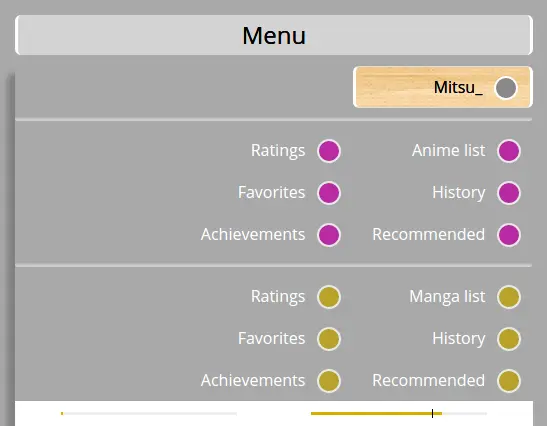 Menu
Mitsu_
Ratings Anime list
Favorites History
Achievements Recommended
Ratings Manga list
Favorites History
Achievements Recommended